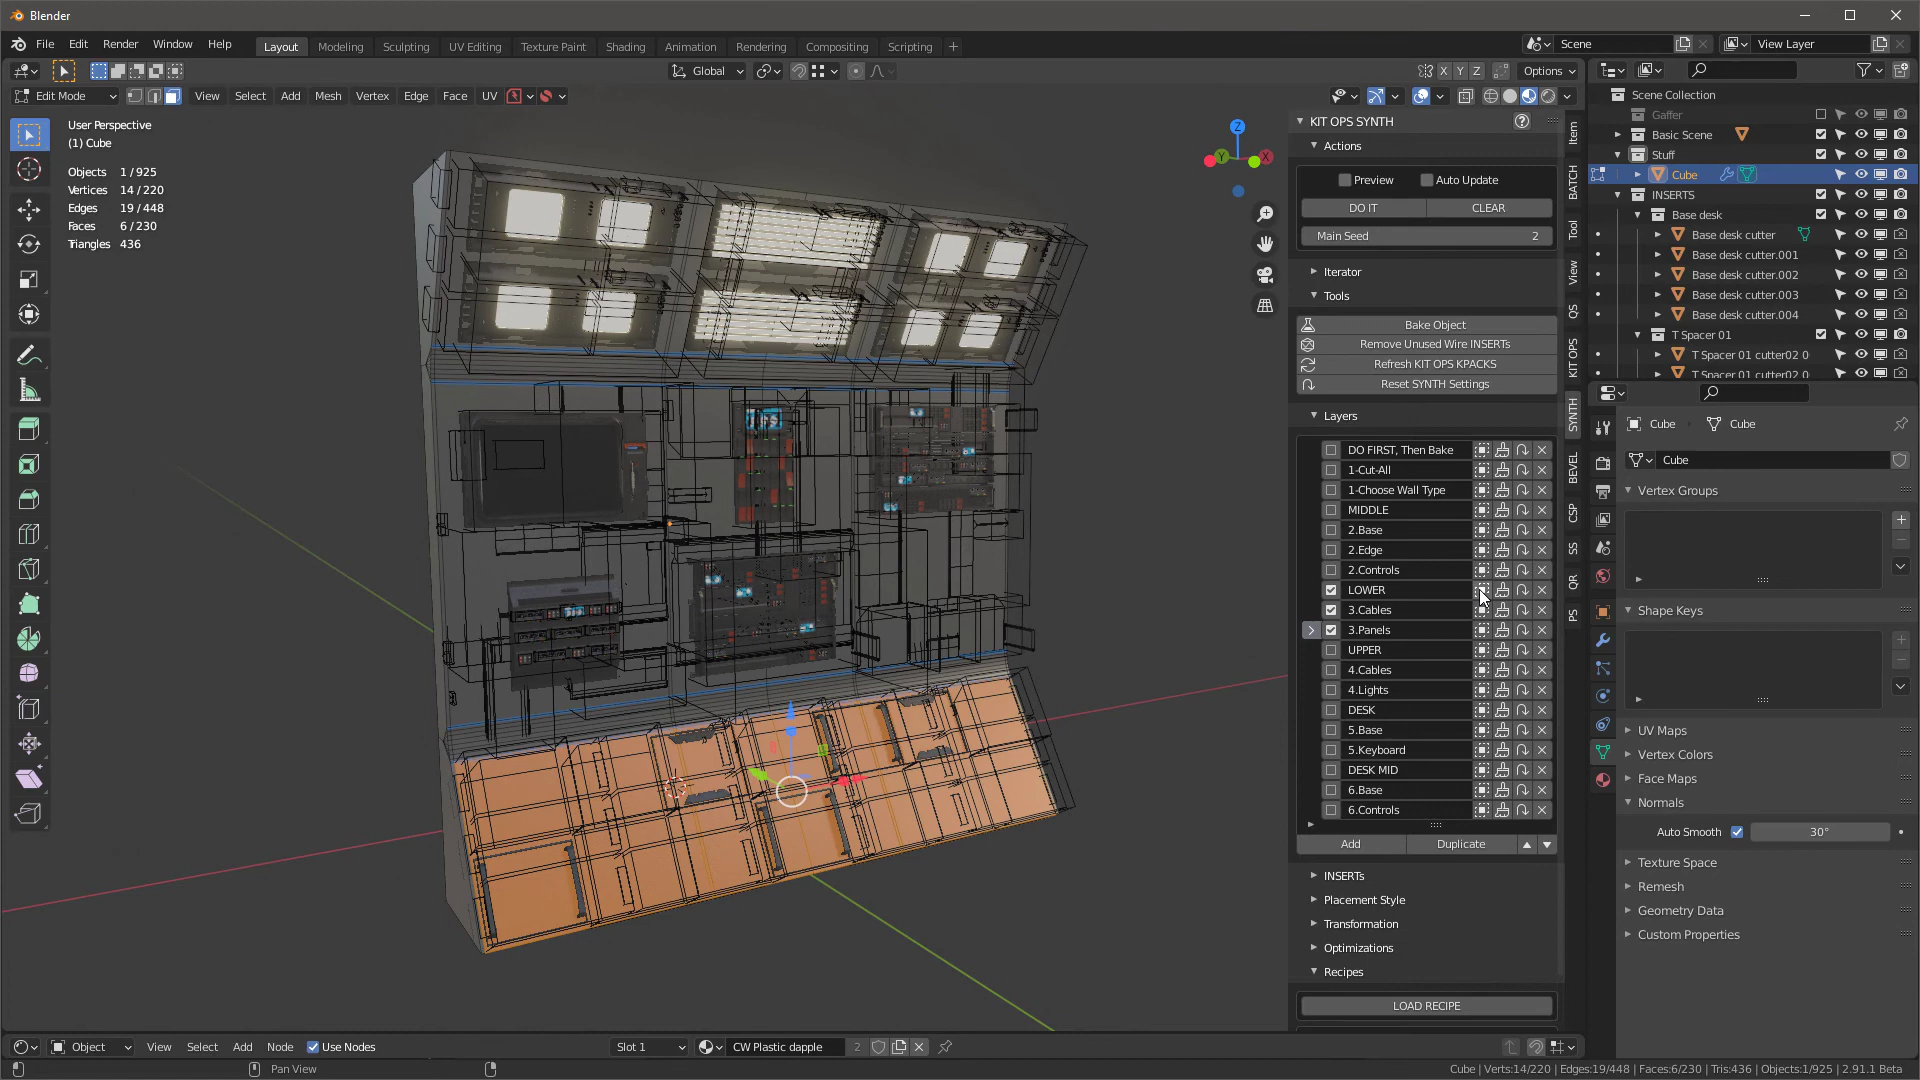 Blender
File Edit Render Window Help
Layout Modeling Sculpting UV Editing Texture Paint Shading Animation Rendering Compositing Scripting +
Scene
View Layer
Global
X Y Z
Options
Edit Mode
View Select Add Mesh Vertex Edge Face UV
User Perspective
(1) Cube
Objects 1/925
Vertices 14/220
Edges 19/448
Faces 6/230
Triangles 436
Z
Y
X
KIT OPS SYNTH
Actions
Preview
Auto Update
DO IT
CLEAR
Main Seed 2
Iterator
Tools
Bake Object
Remove Unused Wire INSERTs
Refresh KIT OPS KPACKS
Reset SYNTH Settings
Layers
DO FIRST, Then Bake
1-Cut-All
1-Choose Wall Type
MIDDLE
2.Base
2.Edge
2.Controls
LOWER
3.Cables
3.Panels
UPPER
4.Cables
4.Lights
DESK
5.Base
5.Keyboard
DESK MID
6.Base
6.Controls
Add
Duplicate
INSERTs
Placement Style
Transformation
Optimizations
Recipes
LOAD RECIPE
Item
BATCH
Tool
View
QS
KIT OPS
SYNTH
BEVEL
CSP
SS
QR
PS
Scene Collection
Gaffer
Basic Scene
Stuff
Cube
INSERTS
Base desk
Base desk cutter
Base desk cutter.001
Base desk cutter.002
Base desk cutter.003
Base desk cutter.004
T Spacer 01
T Spacer 01 cutter02 0
T Spacer 01 cutter02 0
Cube Cube
Cube
Vertex Groups
Shape Keys
UV Maps
Vertex Colors
Face Maps
Normals
Auto Smooth 30°
Texture Space
Remesh
Geometry Data
Custom Properties
Object View Select Add Node Use Nodes
Slot 1
CW Plastic dapple 2
Pan View
Cube | Verts:14/220 | Edges:19/448 | Faces:6/230 | Tris:436 | Objects:1/925 | 2.91.1 Beta